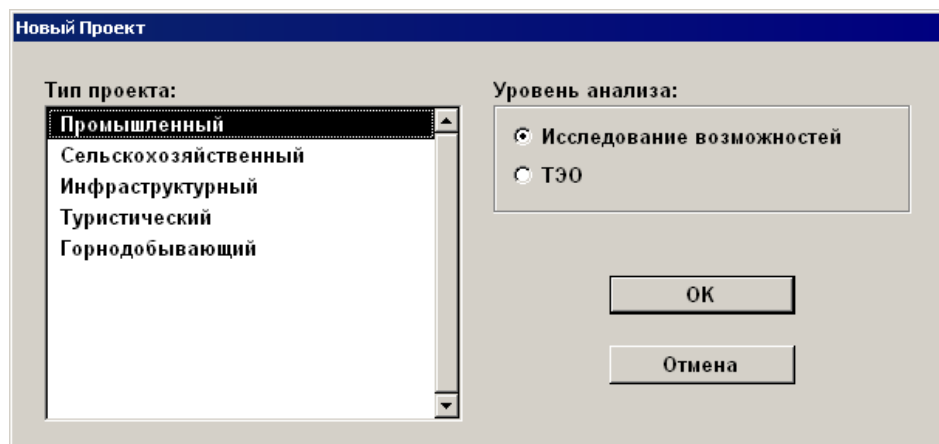 Новый Проект
Тип проекта:
Промышленный
Сельскохозяйственный
Инфраструктурный
Туристический
Горнодобывающий
Уровень анализа:
Исследование возможностей
ТЭО
OK
Отмена